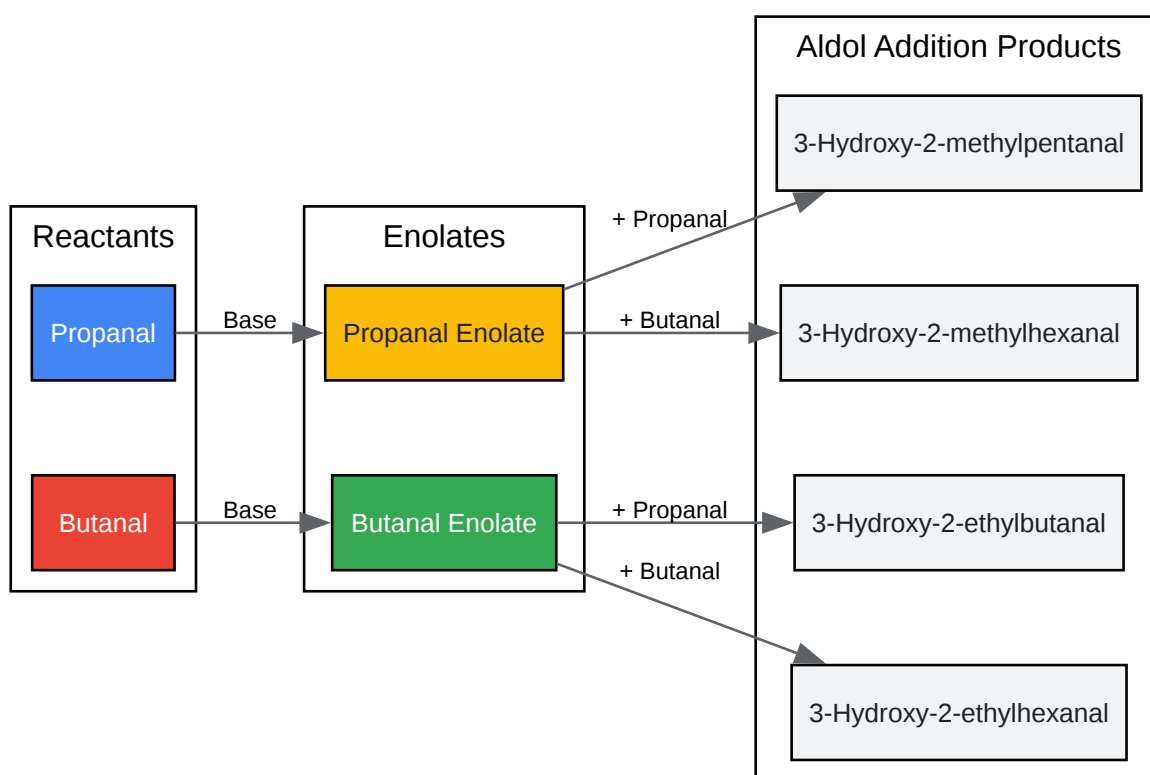 Aldol Addition Products
3-Hydroxy-2-methylpentanal
+ Propanal
Reactants
Enolates
Propanal
Base
Propanal Enolate
+ Butanal
3-Hydroxy-2-methylhexanal
Butanal
Base
Butanal Enolate
+ Propanal
3-Hydroxy-2-ethylbutanal
+ Butanal
3-Hydroxy-2-ethylhexanal